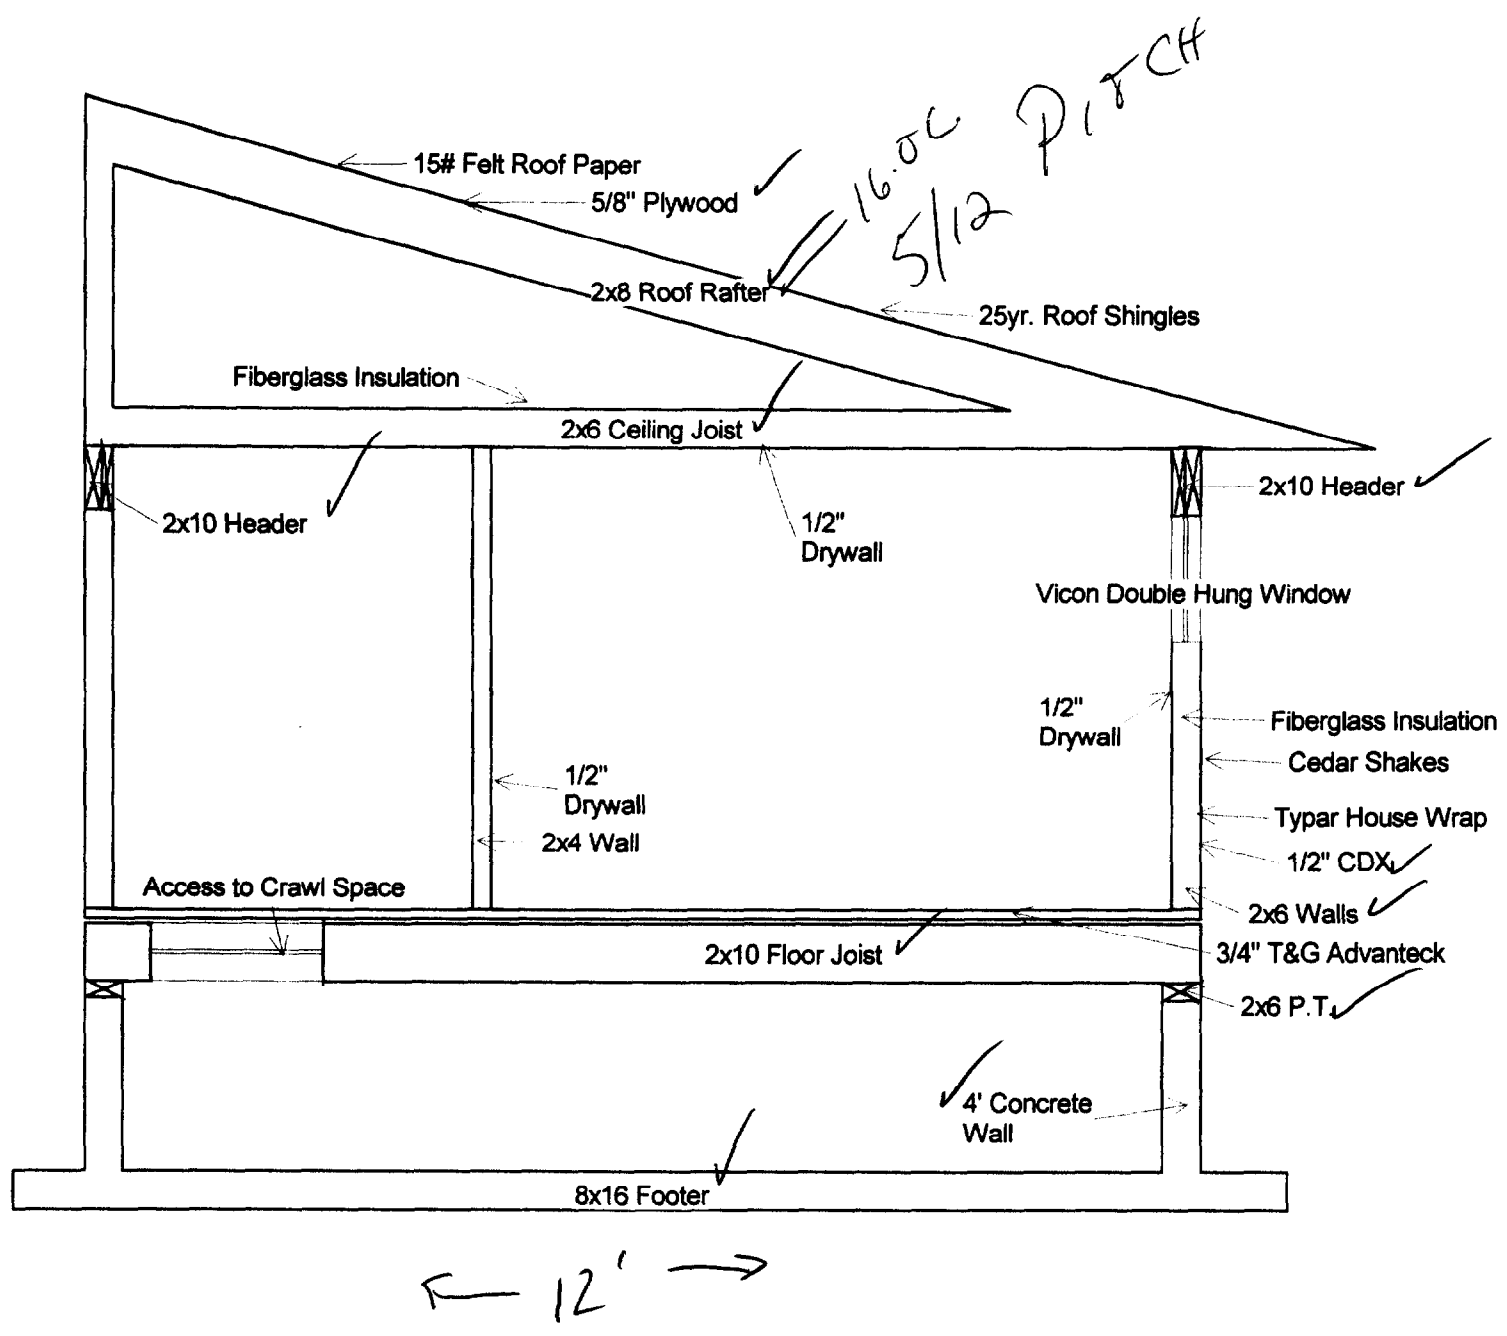 15# Felt Roof Paper
5/8" Plywood
16.OC
5/12 PITCH
2x8 Roof Rafter
25yr. Roof Shingles
Fiberglass Insulation
2x6 Ceiling Joist
2x10 Header
2x10 Header
1/2"
Drywall
Vicon Double Hung Window
1/2"
Drywall
Fiberglass Insulation
Cedar Shakes
1/2"
Drywall
2x4 Wall
Typar House Wrap
1/2" CDX
Access to Crawl Space
2x6 Walls
2x10 Floor Joist
3/4" T&G Advanteck
2x6 P.T.
4' Concrete
Wall
8x16 Footer
12'